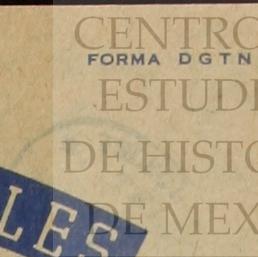 CENTRO
FORMA DGTN
ESTUDI
DE HISTO
DE MEX
LES